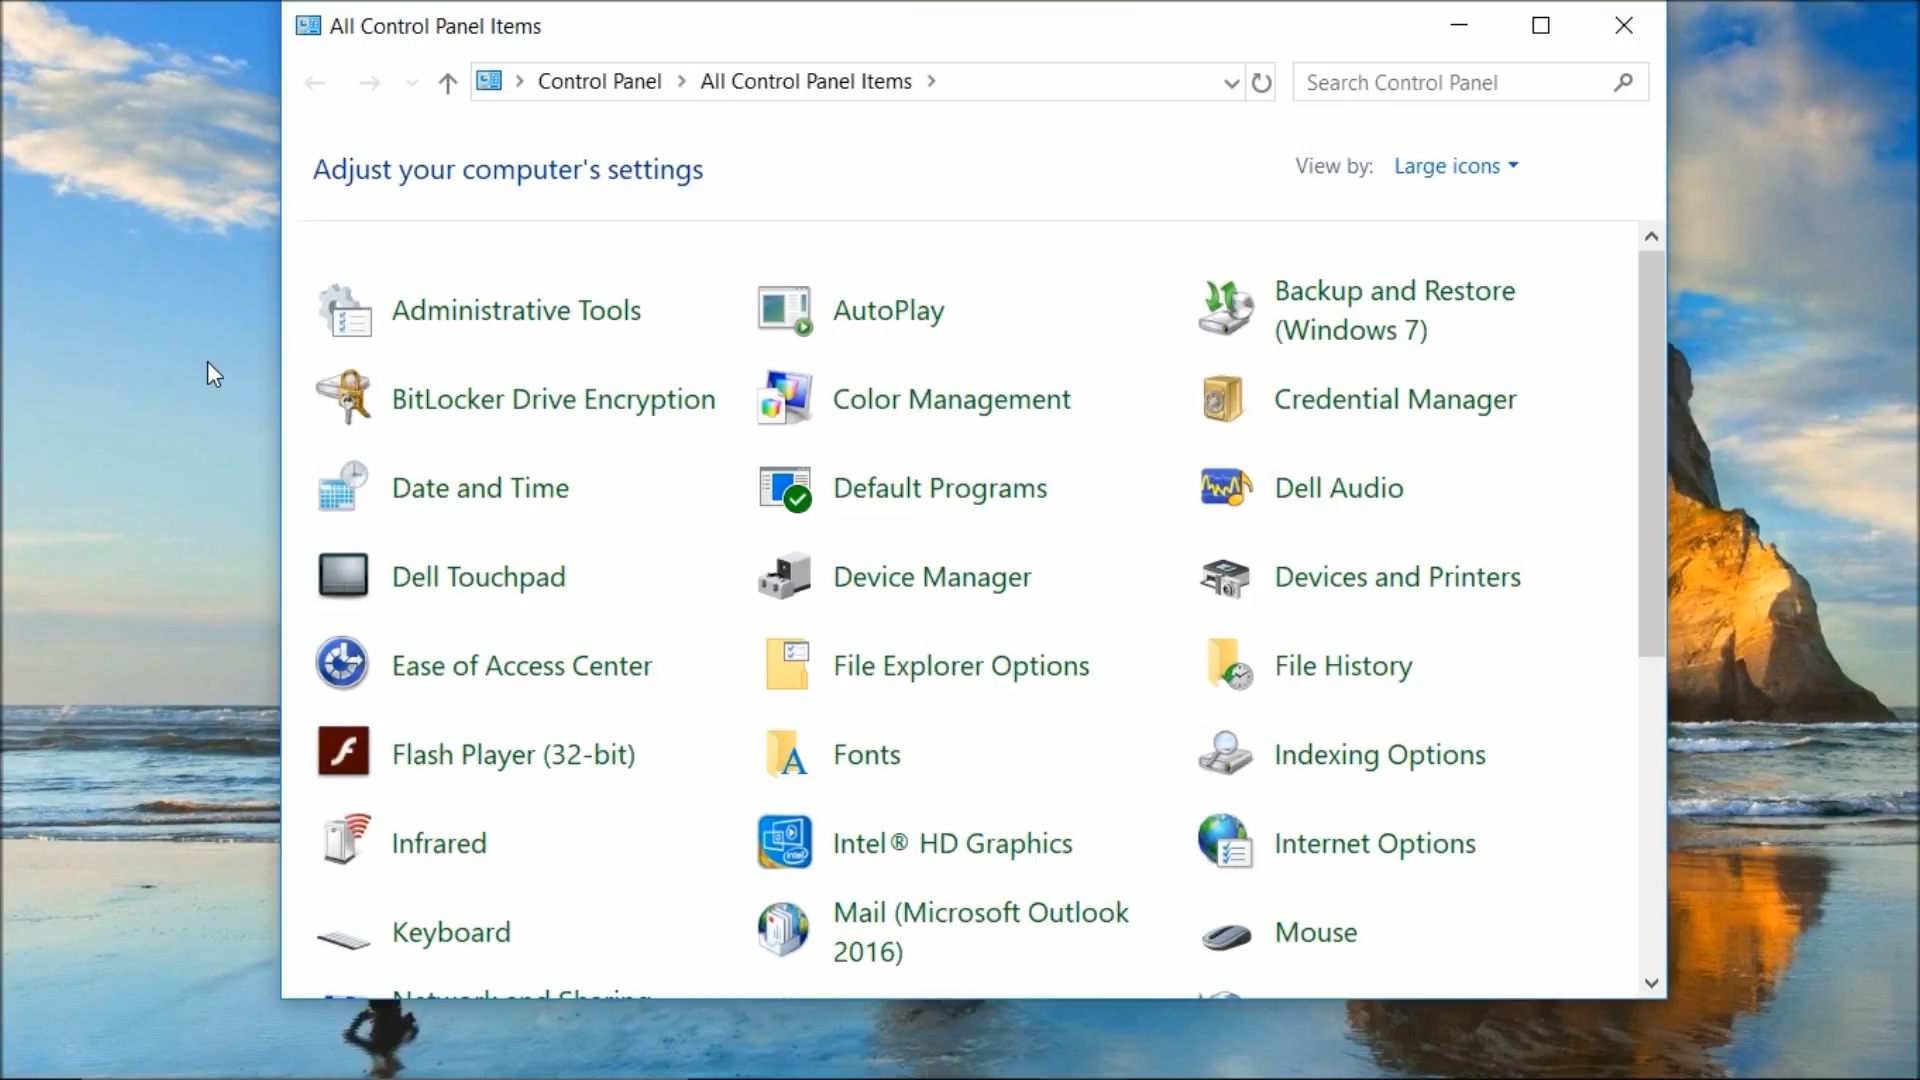 All Control Panel Items
Control Panel > All Control Panel Items >
Search Control Panel
Adjust your computer's settings
View by: Large icons
Administrative Tools
AutoPlay
Backup and Restore
(Windows 7)
BitLocker Drive Encryption
Color Management
Credential Manager
Date and Time
Default Programs
Dell Audio
Dell Touchpad
Device Manager
Devices and Printers
Ease of Access Center
File Explorer Options
File History
Flash Player (32-bit)
Fonts
Indexing Options
Infrared
Intel® HD Graphics
Internet Options
Keyboard
Mail (Microsoft Outlook
2016)
Mouse
Network and Sharing